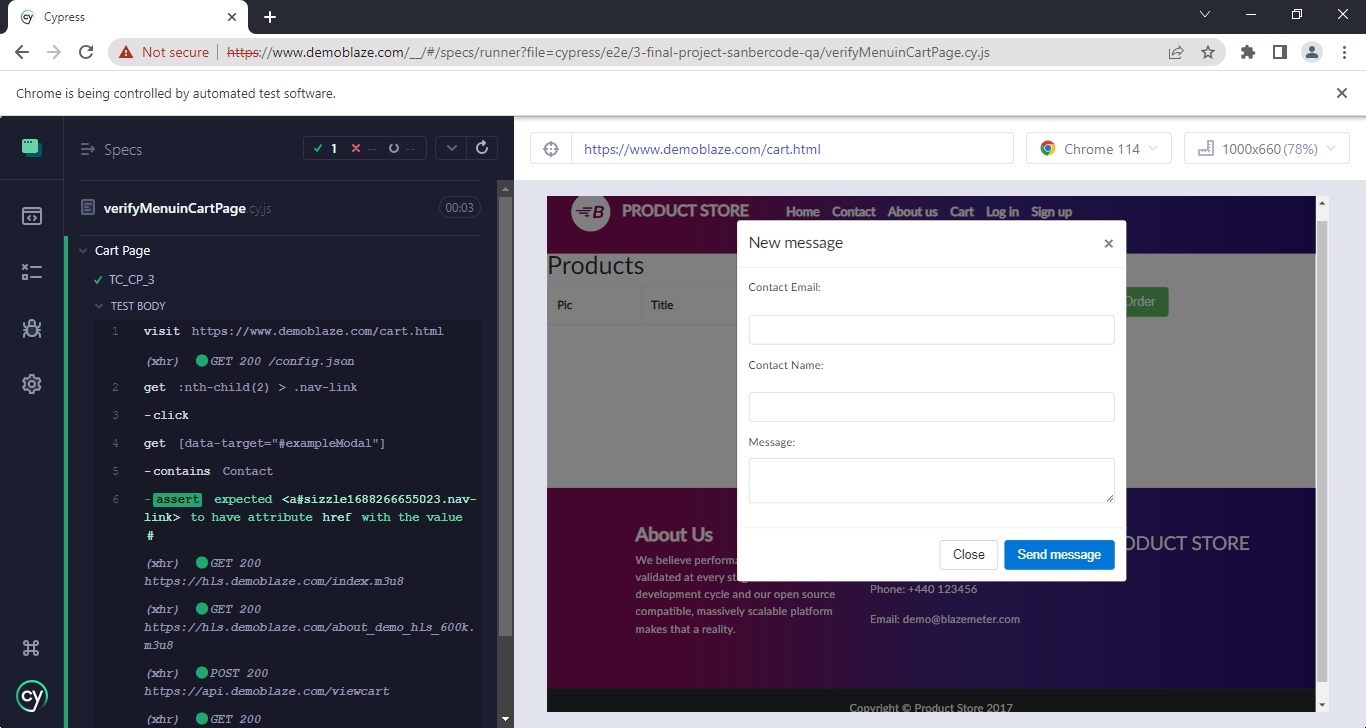 Cypress
Not secure
https://www.demoblaze.com/__/#/specs/runner?file=cypress/e2e/3-final-project-sanbercode-qa/verifyMenuinCartPage.cy.js
Chrome is being controlled by automated test software.
Specs
1 -- --
verifyMenuinCartPage.cy.js 00:03
Cart Page
TC_CP_3
TEST BODY
1 visit https://www.demoblaze.com/cart.html
(xhr) GET 200 /config.json
2 get :nth-child(2) > .nav-link
3 -click
4 get [data-target="#exampleModal"]
5 -contains Contact
6 -assert expected <a#sizzle1688266655023.nav-
link> to have attribute href with the value
#
(xhr) GET 200
https://hls.demoblaze.com/index.m3u8
(xhr) GET 200
https://hls.demoblaze.com/about_demo_hls_600k.
m3u8
(xhr) POST 200
https://api.demoblaze.com/viewcart
(xhr) GET 200
cy
https://www.demoblaze.com/cart.html
Chrome 114
1000x660 (78%)
B PRODUCT STORE Home Contact About us Cart Log in Sign up
Products
Pic Title
Order
New message ×
Contact Email:
Contact Name:
Message:
Close Send message
About Us
We believe performa
validated at every sta
development cycle and our open source
compatible, massively scalable platform
makes that a reality.
Phone: +440 123456
Email: demo@blazemeter.com
ODUCT STORE
Copyright © Product Store 2017